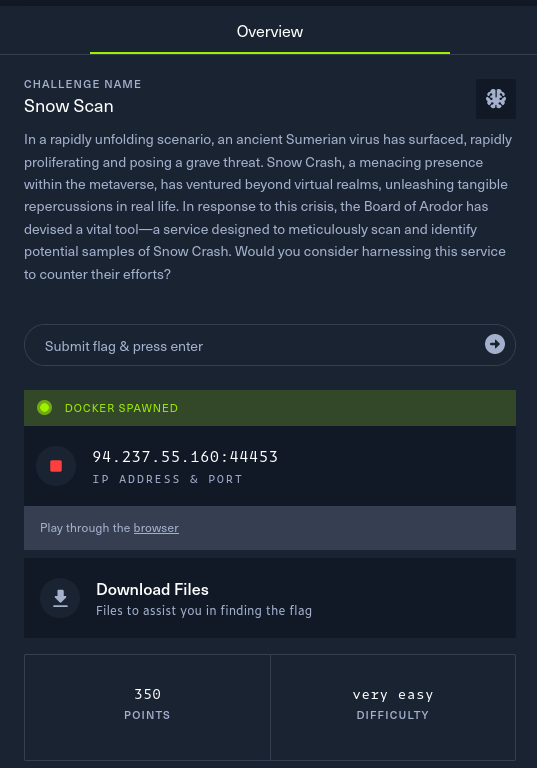 Overview
CHALLENGE NAME
Snow Scan
In a rapidly unfolding scenario, an ancient Sumerian virus has surfaced, rapidly
proliferating and posing a grave threat. Snow Crash, a menacing presence
within the metaverse, has ventured beyond virtual realms, unleashing tangible
repercussions in real life. In response to this crisis, the Board of Arodor has
devised a vital tool—a service designed to meticulously scan and identify
potential samples of Snow Crash. Would you consider harnessing this service
to counter their efforts?
Submit flag & press enter
DOCKER SPAWNED
94.237.55.160:44453
IP ADDRESS & PORT
Play through the browser
Download Files
Files to assist you in finding the flag
350
POINTS
very easy
DIFFICULTY